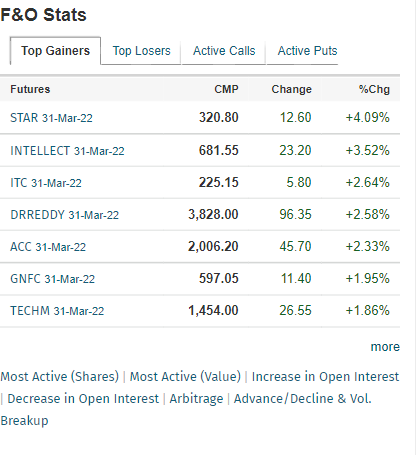 F&O Stats
Top Gainers Top Losers Active Calls Active Puts
Futures CMP Change %Chg
STAR 31-Mar-22 320.80 12.60 +4.09%
INTELLECT 31-Mar-22 681.55 23.20 +3.52%
ITC 31-Mar-22 225.15 5.80 +2.64%
DRREDDY 31-Mar-22 3,828.00 96.35 +2.58%
ACC 31-Mar-22 2,006.20 45.70 +2.33%
GNFC 31-Mar-22 597.05 11.40 +1.95%
TECHM 31-Mar-22 1,454.00 26.55 +1.86%
more
Most Active (Shares) | Most Active (Value) | Increase in Open Interest
| Decrease in Open Interest | Arbitrage | Advance/Decline & Vol.
Breakup